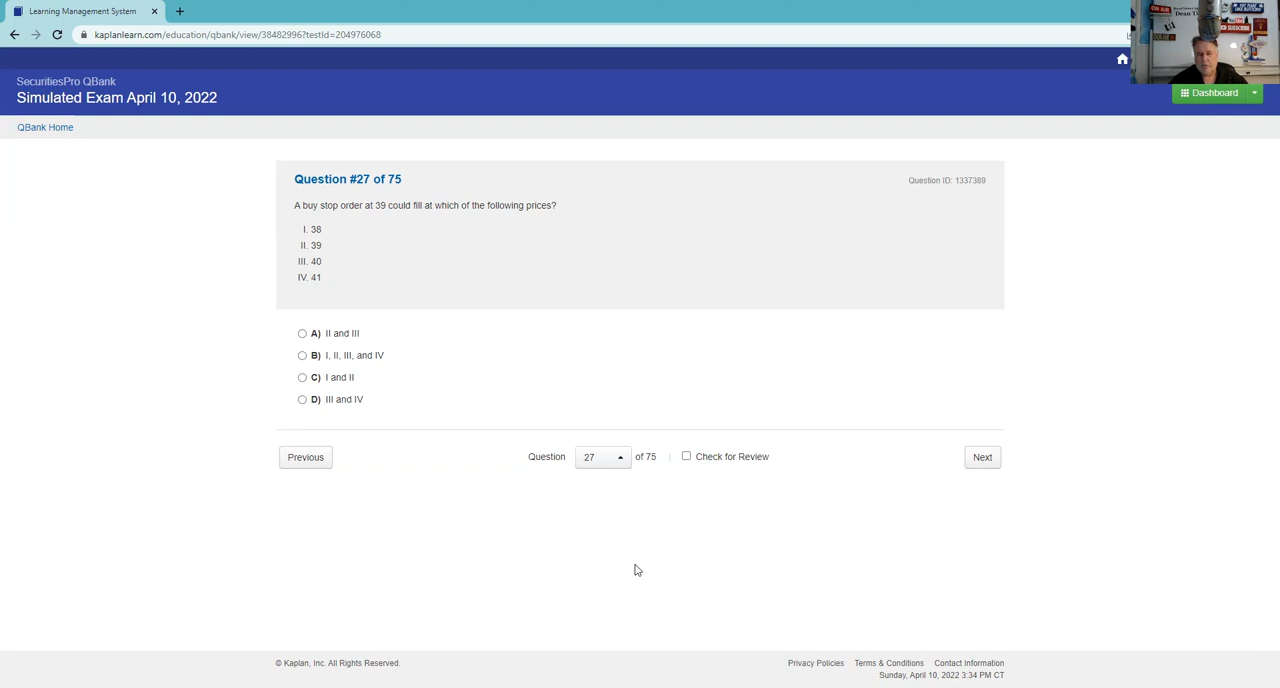 Learning Management System
kaplanlearn.com/education/qbank/view/38482996?testId=204976068
ON AIR
SecuritiesPro QBank
Simulated Exam April 10, 2022
Dashboard
QBank Home
Question #27 of 75
Question ID: 1337389
A buy stop order at 39 could fill at which of the following prices?
I. 38
II. 39
III. 40
IV. 41
A) II and III
B) I, II, III, and IV
C) I and II
D) III and IV
Previous
Question 27 of 75 | Check for Review
Next
© Kaplan, Inc. All Rights Reserved.
Privacy Policies Terms & Conditions Contact Information
Sunday, April 10, 2022 3:34 PM CT